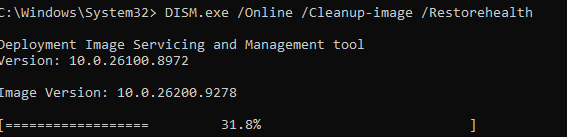 C:\Windows\System32> DISM.exe /Online /Cleanup-image /Restorehealth
Deployment Image Servicing and Management tool
Version: 10.0.26100.8972
Image Version: 10.0.26200.9278
[================== 31.8% ]